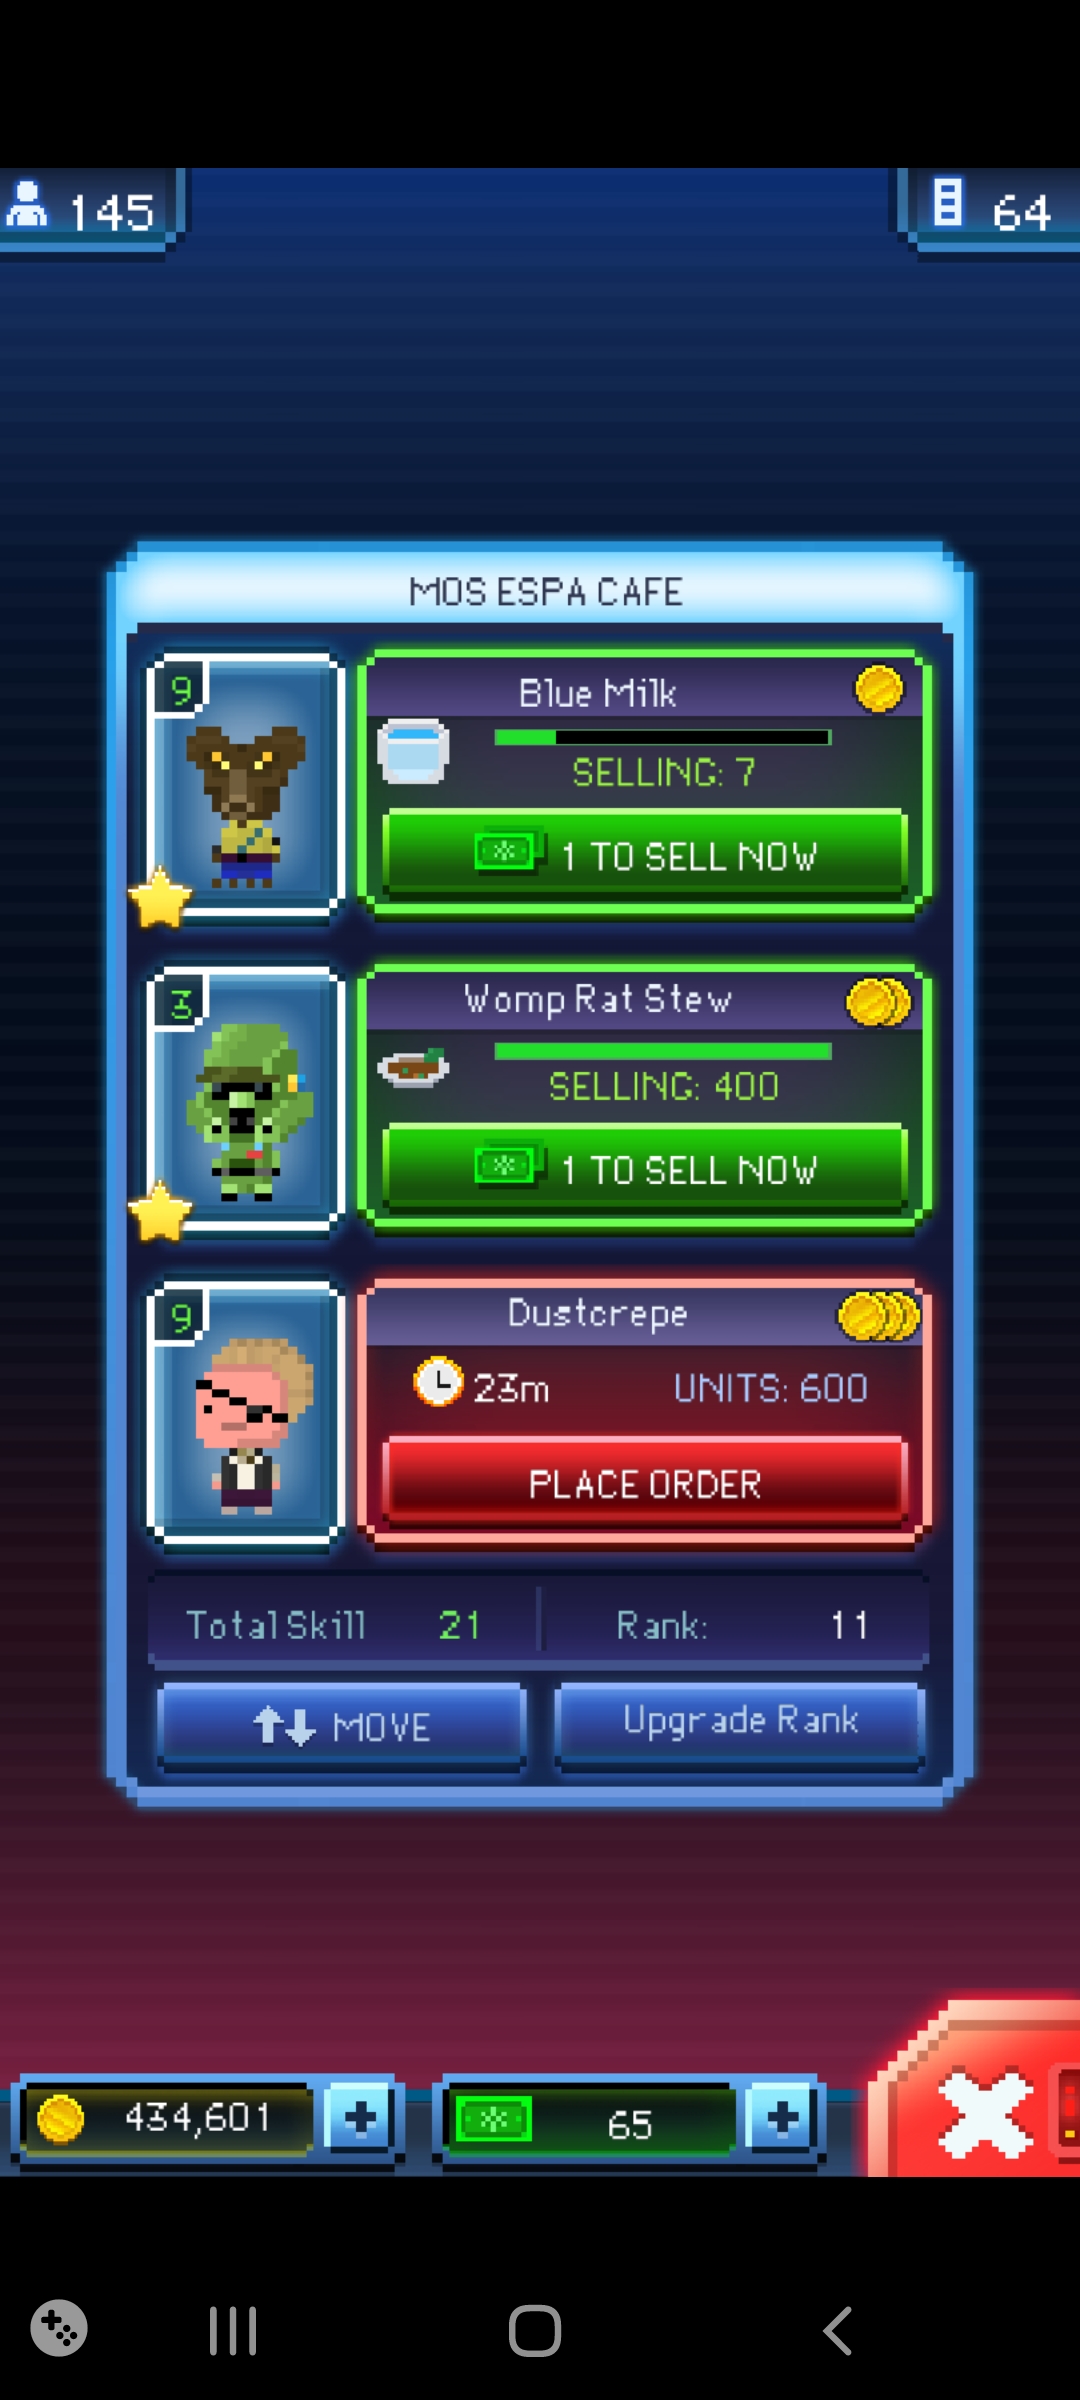 145
64
MOS ESPA CAFE
9
Blue Milk
SELLING: 7
1 TO SELL NOW
3
Womp Rat Stew
SELLING: 400
1 TO SELL NOW
9
Dustcrepe
23m UNITS: 600
PLACE ORDER
Total Skill 21 Rank: 11
MOVE Upgrade Rank
434,601 65